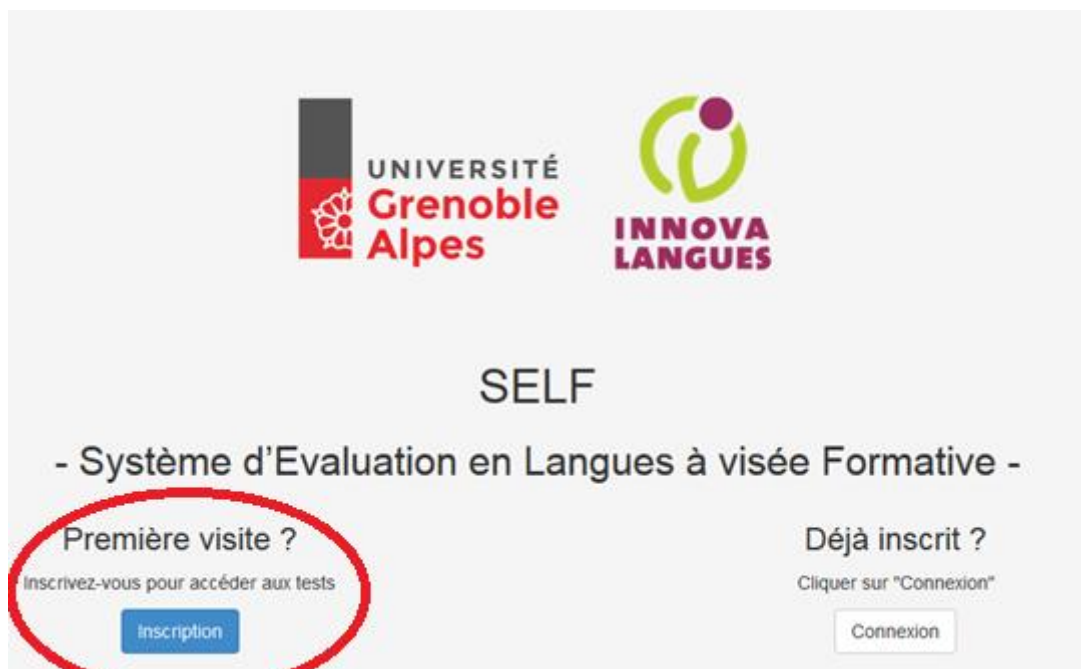 UNIVERSITÉ
Grenoble
Alpes
INNOVA
LANGUES
SELF
- Système d’Evaluation en Langues à visée Formative -
Première visite ?
Inscrivez-vous pour accéder aux tests
Inscription
Déjà inscrit ?
Cliquer sur "Connexion"
Connexion